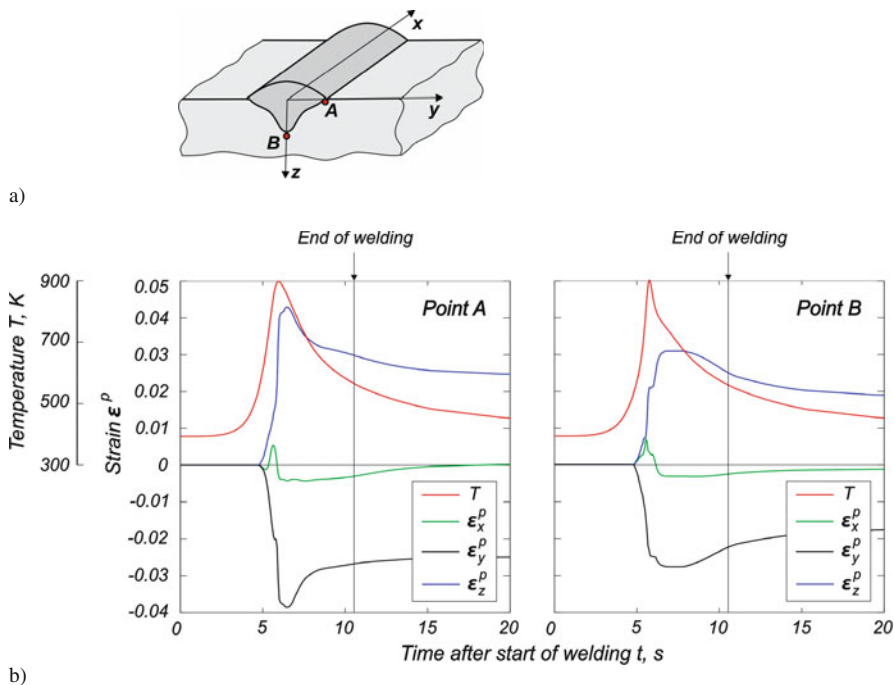 x
A
y
B
z
a)
End of welding
End of welding
Temperature T, K
900
700
500
300
Strain ε^p
0.05
0.04
0.03
0.02
0.01
0
-0.01
-0.02
-0.03
-0.04
Point A
T
ε_x^p
ε_y^p
ε_z^p
0 5 10 15 20
Point B
T
ε_x^p
ε_y^p
ε_z^p
0 5 10 15 20
Time after start of welding t, s
b)